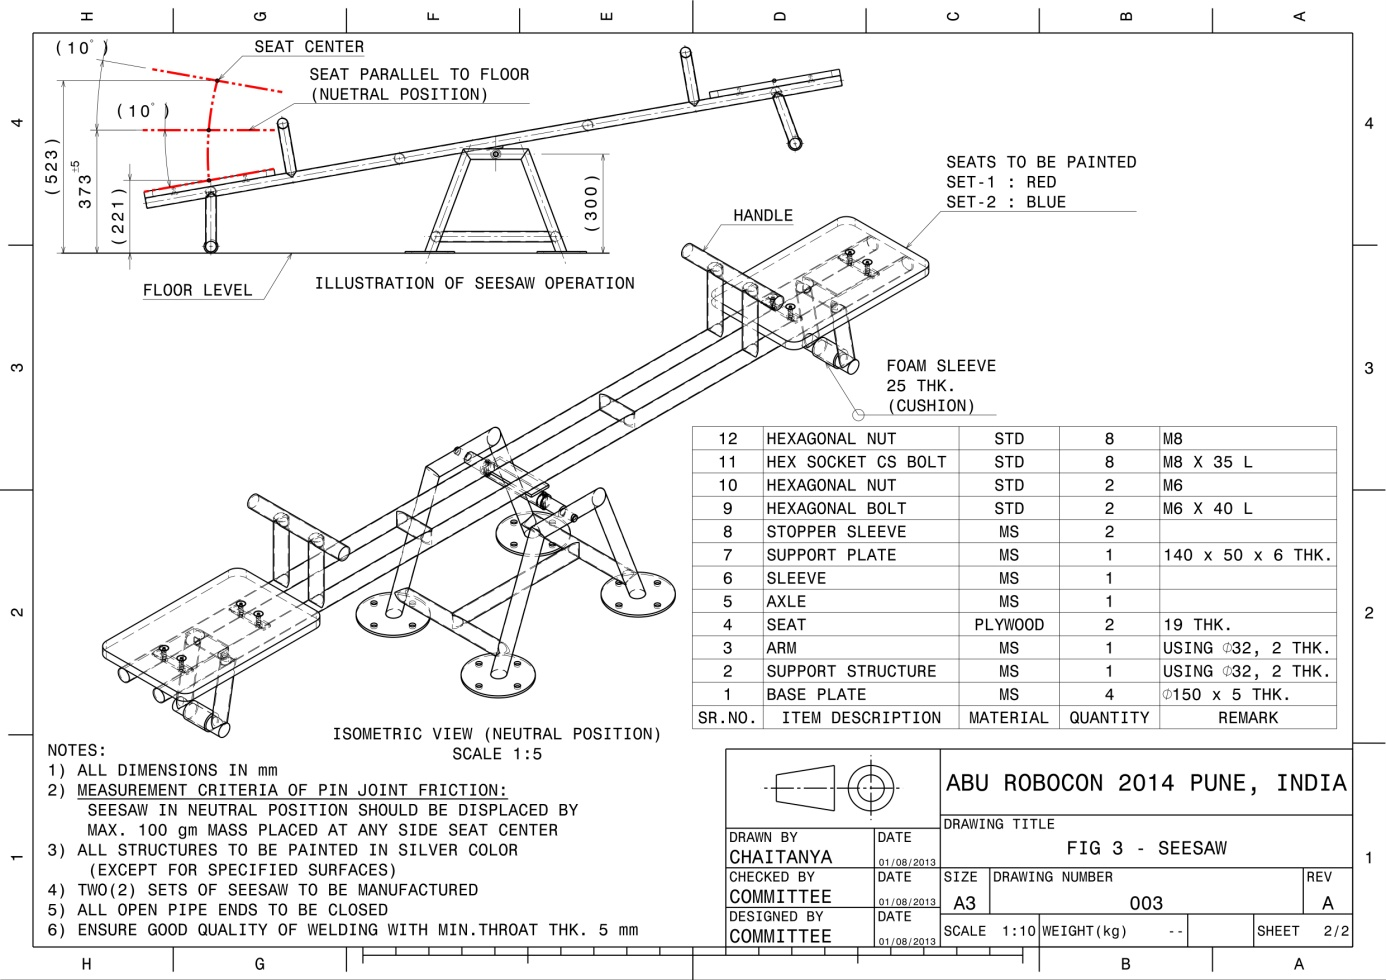 H G F E D C B A
(10°)
SEAT CENTER
SEAT PARALLEL TO FLOOR
(NUETRAL POSITION)
(10°)
4
4
(523)
373 ±5
(221)
(300)
SEATS TO BE PAINTED
SET-1 : RED
SET-2 : BLUE
HANDLE
FLOOR LEVEL
ILLUSTRATION OF SEESAW OPERATION
3
3
FOAM SLEEVE
25 THK.
(CUSHION)
12 HEXAGONAL NUT STD 8 M8
11 HEX SOCKET CS BOLT STD 8 M8 X 35 L
10 HEXAGONAL NUT STD 2 M6
9 HEXAGONAL BOLT STD 2 M6 X 40 L
8 STOPPER SLEEVE MS 2
7 SUPPORT PLATE MS 1 140 x 50 x 6 THK.
6 SLEEVE MS 1
5 AXLE MS 1
4 SEAT PLYWOOD 2 19 THK.
3 ARM MS 1 USING ∅32, 2 THK.
2 SUPPORT STRUCTURE MS 1 USING ∅32, 2 THK.
1 BASE PLATE MS 4 ∅150 x 5 THK.
SR.NO. ITEM DESCRIPTION MATERIAL QUANTITY REMARK
2
2
ISOMETRIC VIEW (NEUTRAL POSITION)
SCALE 1:5
NOTES:
1) ALL DIMENSIONS IN mm
2) MEASUREMENT CRITERIA OF PIN JOINT FRICTION:
SEESAW IN NEUTRAL POSITION SHOULD BE DISPLACED BY
MAX. 100 gm MASS PLACED AT ANY SIDE SEAT CENTER
3) ALL STRUCTURES TO BE PAINTED IN SILVER COLOR
(EXCEPT FOR SPECIFIED SURFACES)
4) TWO(2) SETS OF SEESAW TO BE MANUFACTURED
5) ALL OPEN PIPE ENDS TO BE CLOSED
6) ENSURE GOOD QUALITY OF WELDING WITH MIN.THROAT THK. 5 mm
1
1
ABU ROBOCON 2014 PUNE, INDIA
DRAWN BY DATE
CHAITANYA 01/08/2013
CHECKED BY DATE
COMMITTEE 01/08/2013
DESIGNED BY DATE
COMMITTEE 01/08/2013
DRAWING TITLE
FIG 3 - SEESAW
SIZE DRAWING NUMBER REV
A3 003 A
SCALE 1:10 WEIGHT(kg) -- SHEET 2/2
H G B A